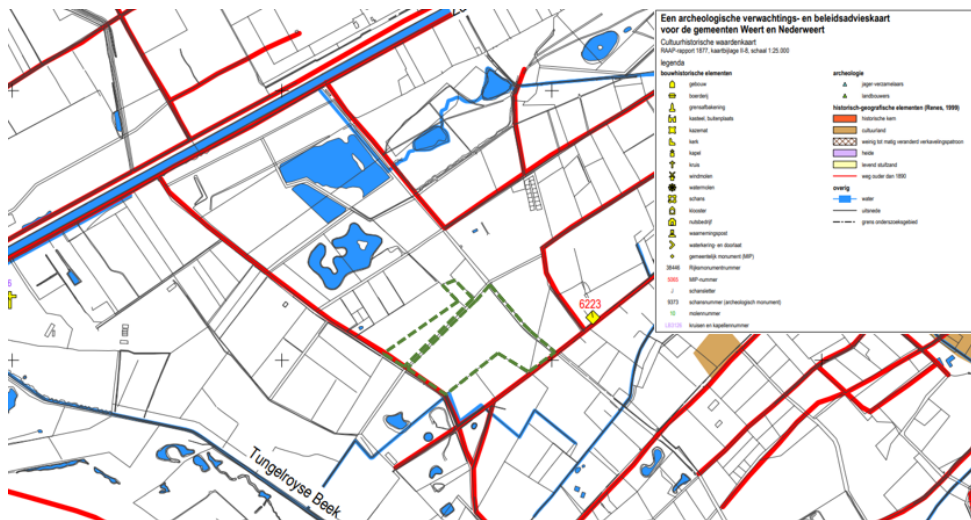 Een archeologische verwachtings- en beleidsadvieskaart
voor de gemeenten Weert en Nederweert
Cultuurhistorische waardenkaart
RAAP-rapport 1877, kaartbijlage II-8, schaal 1:25.000
legenda
bouwhistorische elementen
gebouw
boerderij
grensafbakening
kasteel, buitenplaats
kazemat
kerk
kapel
kruis
windmolen
watermolen
schans
klooster
nutsbedrijf
waarnemingspost
waterkering- en doorlaat
gemeentelijk monument (MIP)
38446 Rijksmonumentnummer
MIP-nummer
J schansletter
9373 schansnummer (archeologisch monument)
10 molennummer
kruisen en kapellennummer
archeologie
jager-verzamelaars
landbouwers
historisch-geografische elementen (Renes, 1999)
historische kern
cultuurland
weinig tot matig veranderd verkavelingspatroon
heide
levend stuifzand
weg ouder dan 1890
overig
water
uitsnede
grens onderzoeksgebied
6223
Tungelroyse Beek